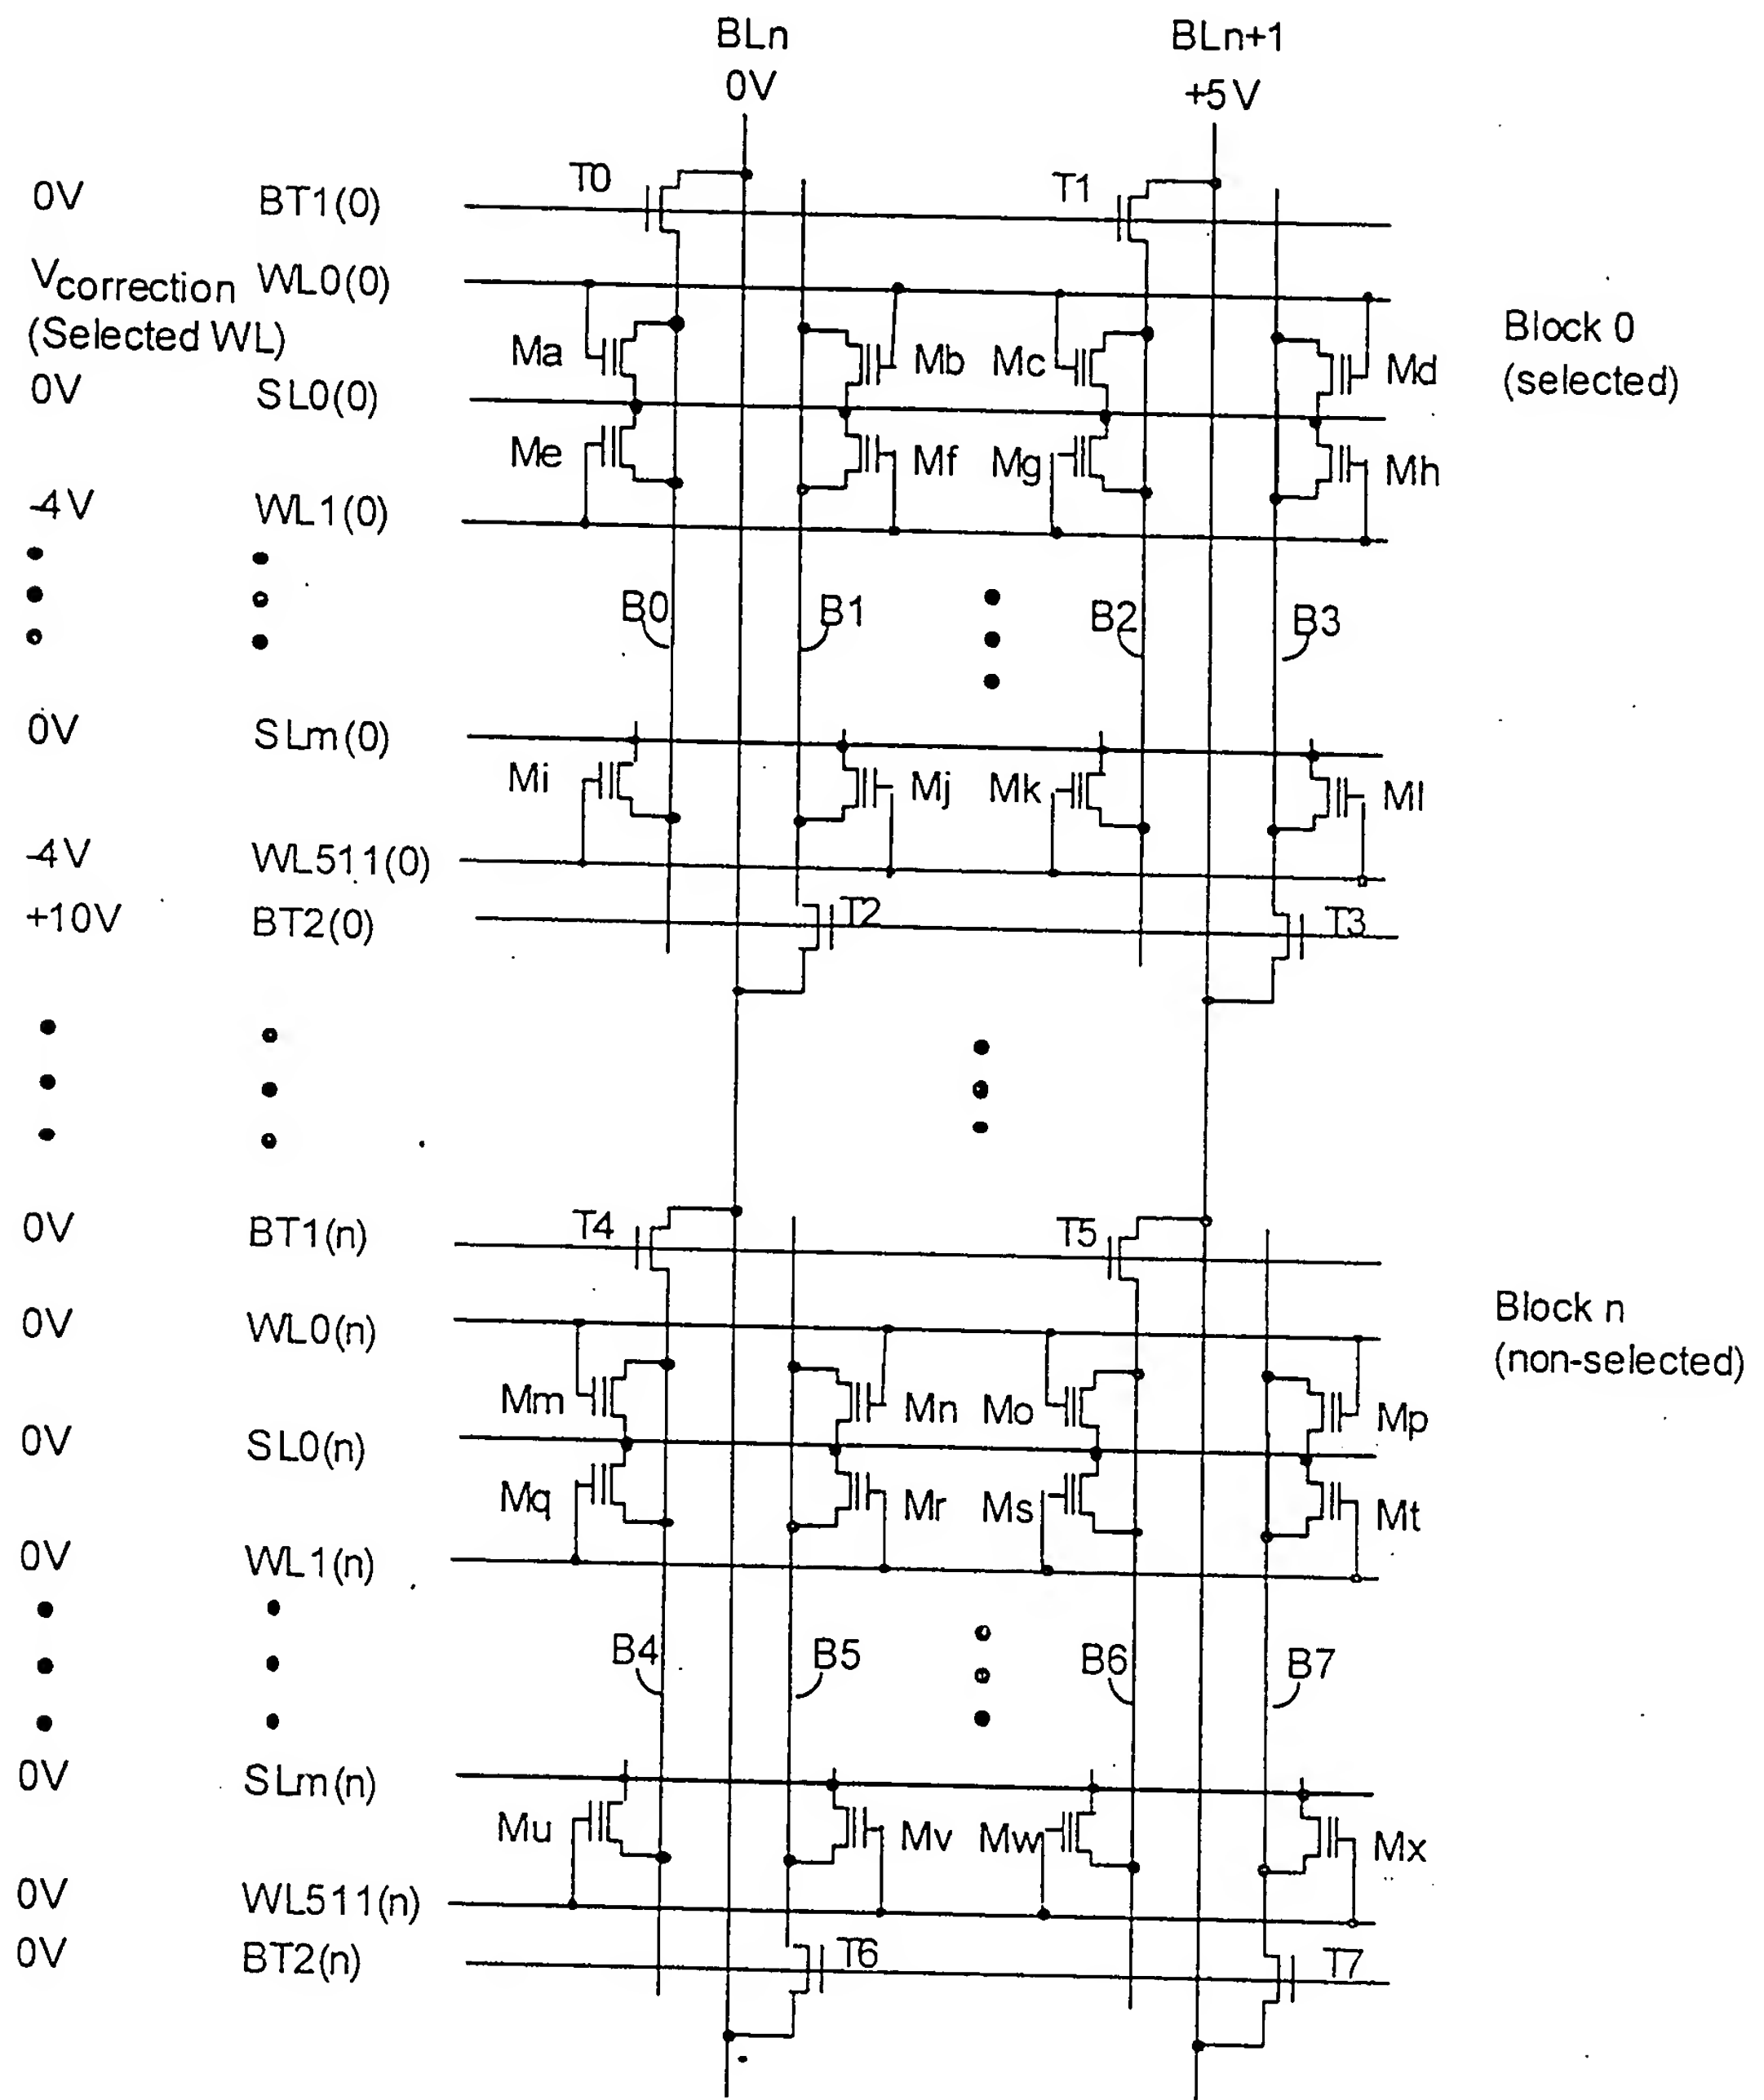 BLn BLn+1
0V +5V
0V BT1(0) T0 T1
Vcorrection WL0(0)
(Selected WL) Ma Mb Mc Md Block 0
(selected)
0V SL0(0)
Me Mf Mg Mh
-4V WL1(0)
B0 B1 B2 B3
0V SLm(0)
Mi Mj Mk Ml
-4V WL511(0)
+10V BT2(0) T2 T3
0V BT1(n) T4 T5
0V WL0(n) Block n
(non-selected)
Mm Mn Mo Mp
0V SL0(n)
Mq Mr Ms Mt
0V WL1(n)
B4 B5 B6 B7
0V SLm(n)
Mu Mv Mw Mx
0V WL511(n)
0V BT2(n) T6 T7